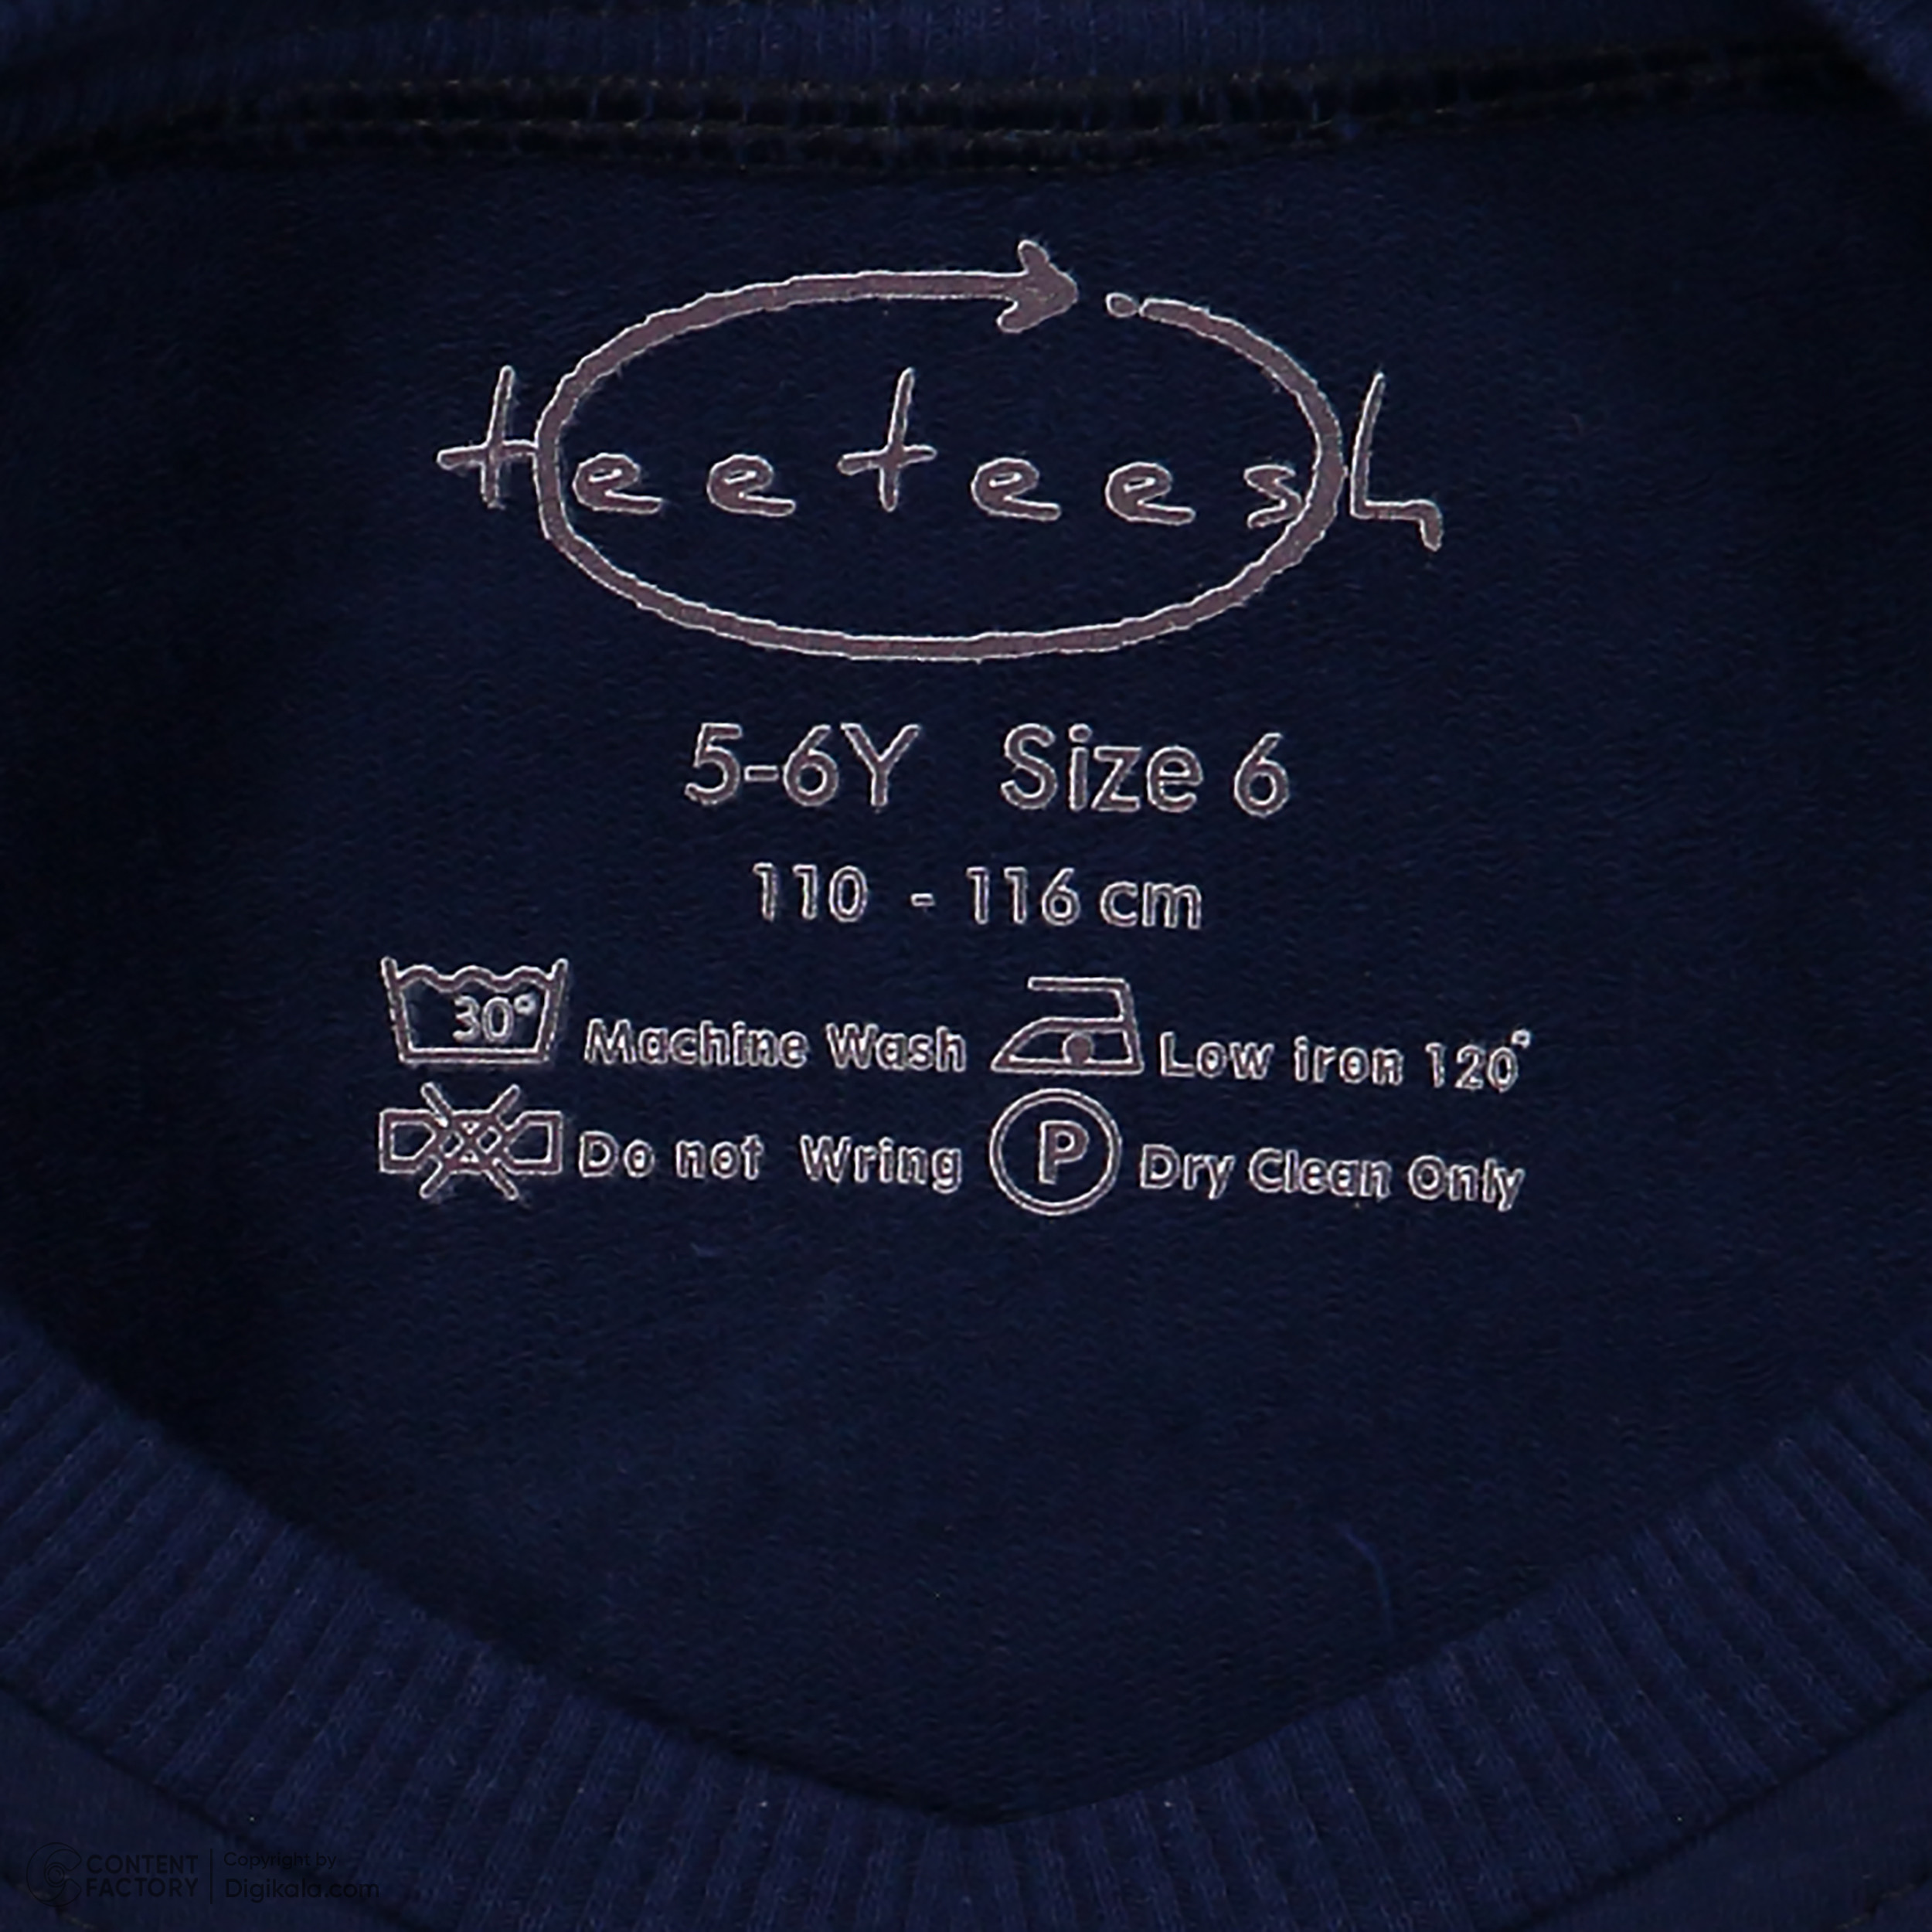 teetees
5-6Y Size 6
110 - 116 cm
30° Machine Wash Low iron 120°
Do not Wring P Dry Clean Only
CONTENT FACTORY Copyright by Digikala.com